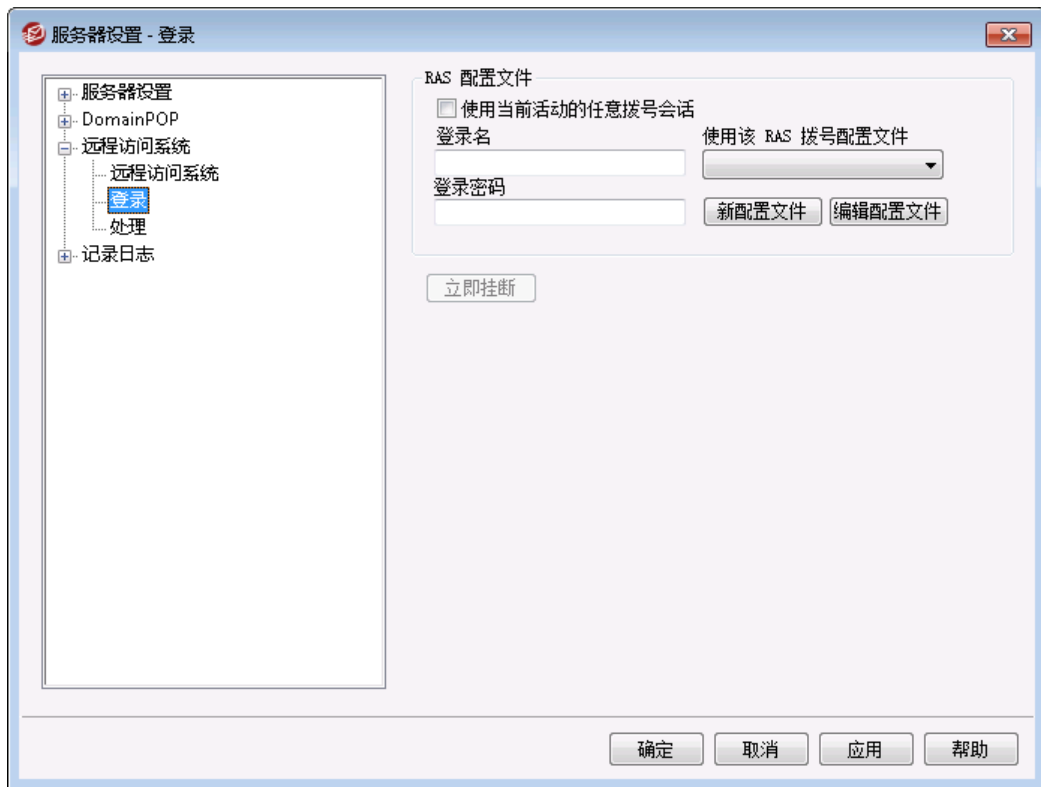 服务器设置 - 登录
服务器设置
DomainPOP
远程访问系统
远程访问系统
登录
处理
记录日志
RAS 配置文件
使用当前活动的任意拨号会话
登录名
使用该 RAS 拨号配置文件
登录密码
新配置文件
编辑配置文件
立即挂断
确定
取消
应用
帮助